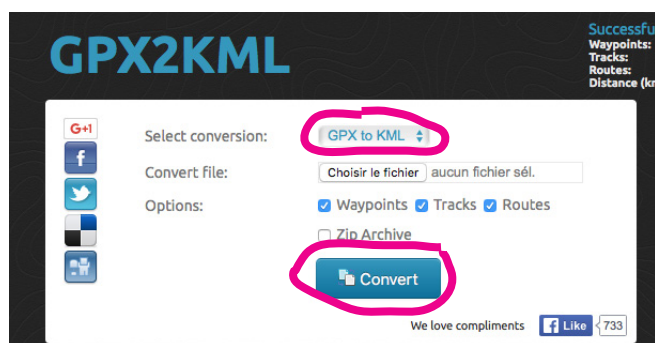 GPX2KML
Successfu
Waypoints:
Tracks:
Routes:
Distance (k
G+1
Select conversion: GPX to KML
f
Convert file: Choisir le fichier aucun fichier sél.
Options: Waypoints Tracks Routes
Zip Archive
Convert
We love compliments f Like 733